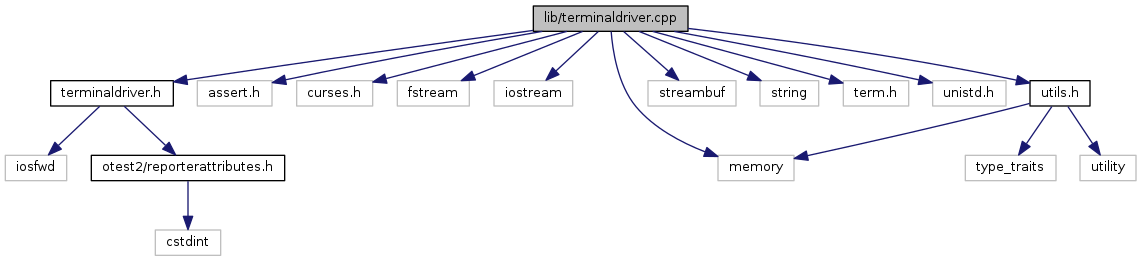 lib/terminaldriver.cpp
terminaldriver.h
assert.h
curses.h
fstream
iostream
streambuf
string
term.h
unistd.h
utils.h
iosfwd
otest2/reporterattributes.h
memory
type_traits
utility
cstdint